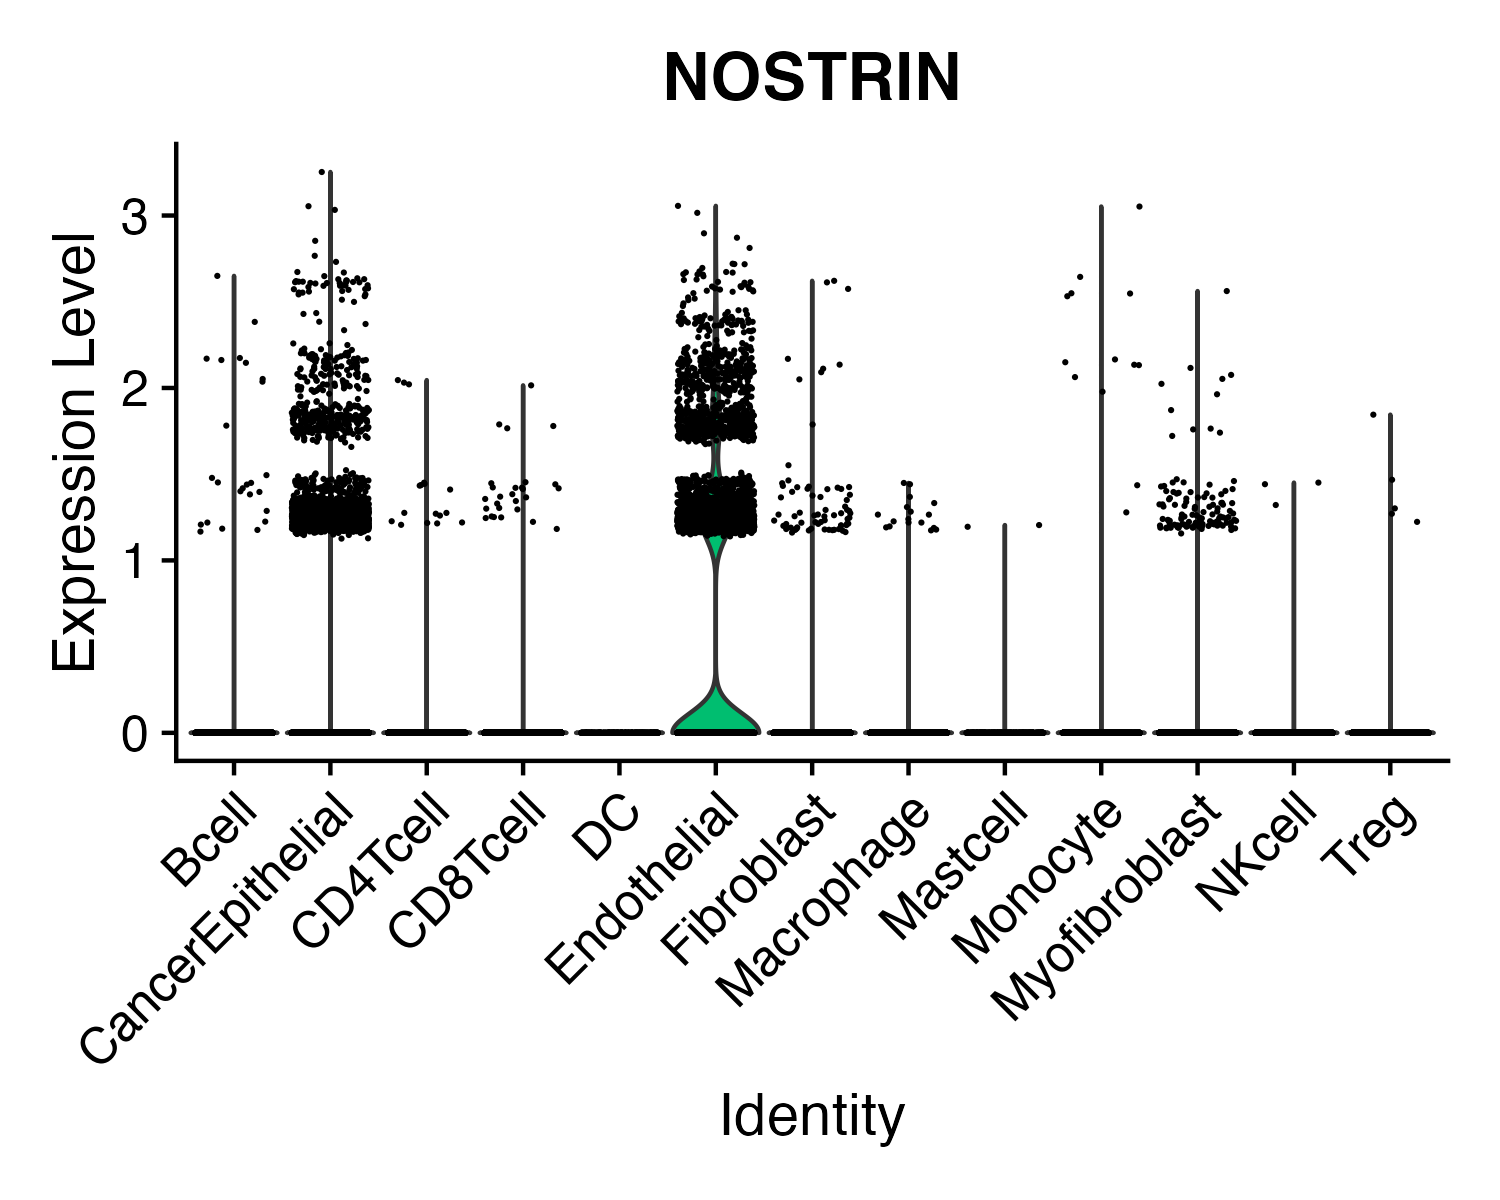 NOSTRIN
Expression Level
3
2
1
0
Bcell
CancerEpithelial
CD4Tcell
CD8Tcell
DC
Endothelial
Fibroblast
Macrophage
Mastcell
Monocyte
Myofibroblast
NKcell
Treg
Identity